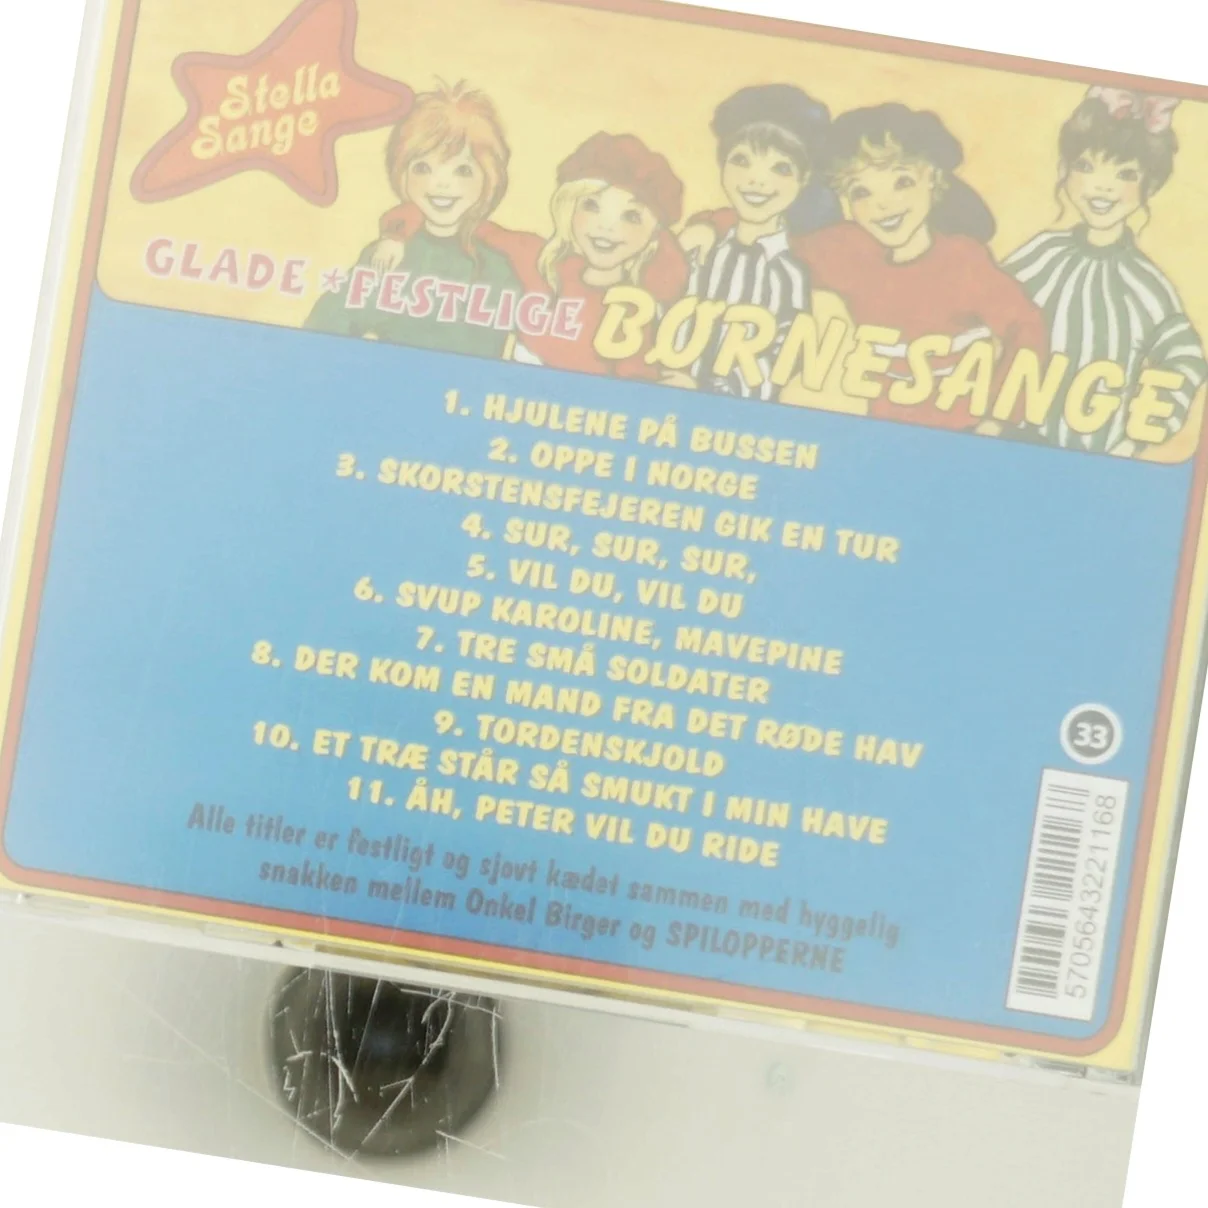 Stella
Sange
GLADE * FESTLIGE BØRNESANGE
1. HJULENE PÅ BUSSEN
2. OPPE I NORGE
3. SKORSTENSFEJEREN GIK EN TUR
4. SUR, SUR, SUR,
5. VIL DU, VIL DU
6. SVUP KAROLINE, MAVEPINE
7. TRE SMÅ SOLDATER
8. DER KOM EN MAND FRA DET RØDE HAV
9. TORDENSKJOLD
10. ET TRÆ STÅR SÅ SMUKT I MIN HAVE
11. ÅH, PETER VIL DU RIDE
Alle titler er festligt og sjovt kædet sammen med hyggelig
snakken mellem Onkel Birger og SPILOPPERNE
33
5705643221168